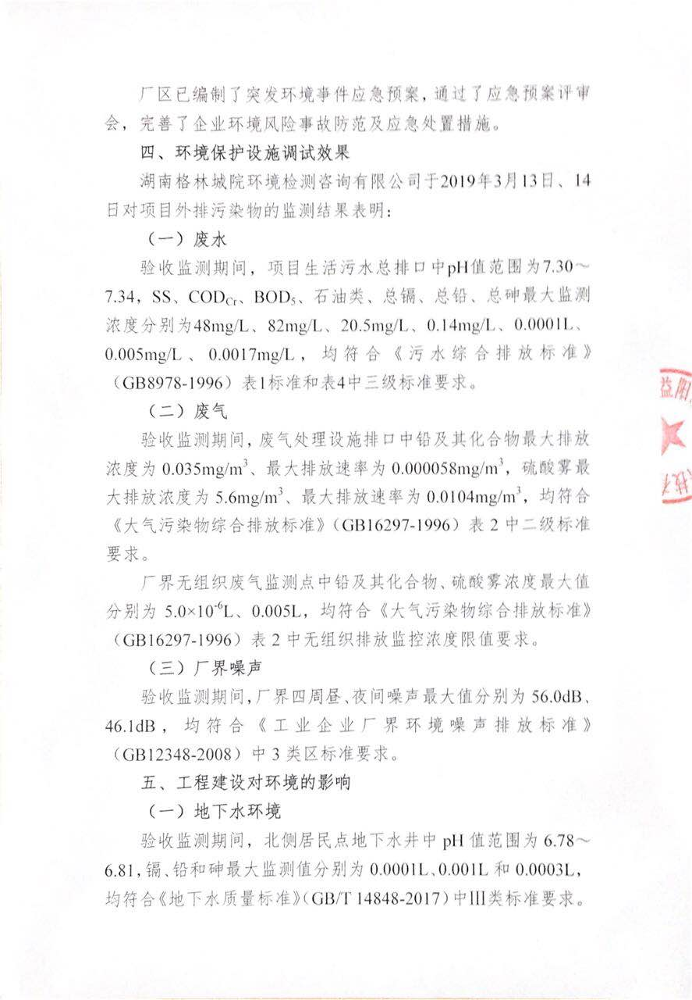 厂区已编制了突发环境事件应急预案，通过了应急预案评审
会，完善了企业环境风险事故防范及应急处置措施。
四、环境保护设施调试效果
湖南格林城院环境检测咨询有限公司于2019年3月13日、14
日对项目外排污染物的监测结果表明：
（一）废水
验收监测期间，项目生活污水总排口中pH值范围为7.30～
7.34，SS、CODCr、BOD5、石油类、总镉、总铅、总砷最大监测
浓度分别为48mg/L、82mg/L、20.5mg/L、0.14mg/L、0.0001L、
0.005mg/L、0.0017mg/L，均符合《污水综合排放标准》
（GB8978-1996）表1标准和表4中三级标准要求。
（二）废气
验收监测期间，废气处理设施排口中铅及其化合物最大排放
浓度为 0.035mg/m³、最大排放速率为 0.000058mg/m³，硫酸雾最
大排放浓度为 5.6mg/m³、最大排放速率为 0.0104mg/m³，均符合
《大气污染物综合排放标准》（GB16297-1996）表 2 中二级标准
要求。
厂界无组织废气监测点中铅及其化合物、硫酸雾浓度最大值
分别为 5.0×10⁻⁶L、0.005L，均符合《大气污染物综合排放标准》
（GB16297-1996）表 2 中无组织排放监控浓度限值要求。
（三）厂界噪声
验收监测期间，厂界四周昼、夜间噪声最大值分别为 56.0dB、
46.1dB，均符合《工业企业厂界环境噪声排放标准》
（GB12348-2008）中 3 类区标准要求。
五、工程建设对环境的影响
（一）地下水环境
验收监测期间，北侧居民点地下水井中 pH 值范围为 6.78～
6.81，镉、铅和砷最大监测值分别为 0.0001L、0.001L 和 0.0003L，
均符合《地下水质量标准》（GB/T 14848-2017）中Ⅲ类标准要求。
益阳
技